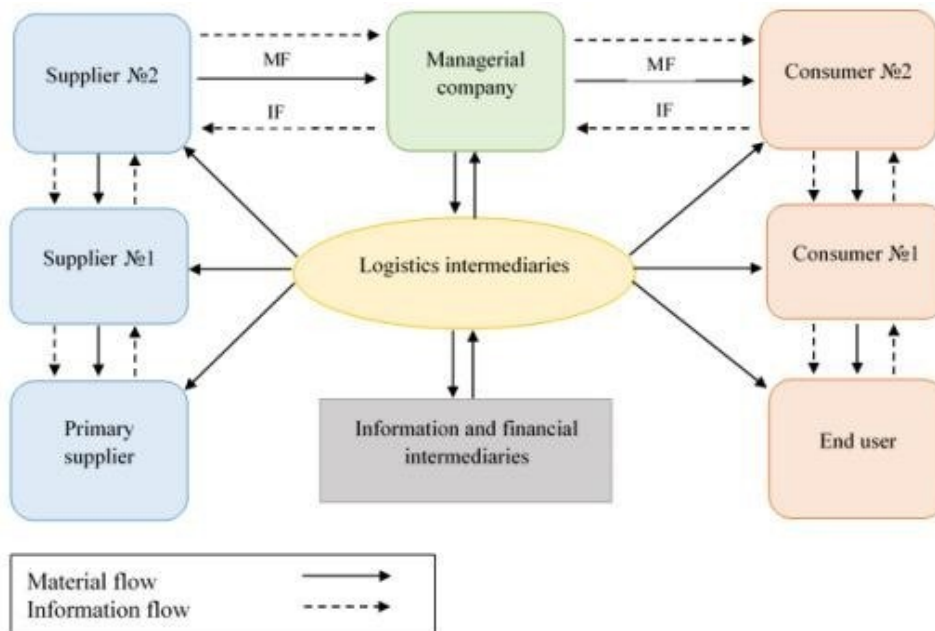 Supplier №2
MF
IF
Managerial
company
MF
IF
Consumer №2
Supplier №1
Logistics intermediaries
Consumer №1
Primary
supplier
Information and financial
intermediaries
End user
Material flow
Information flow